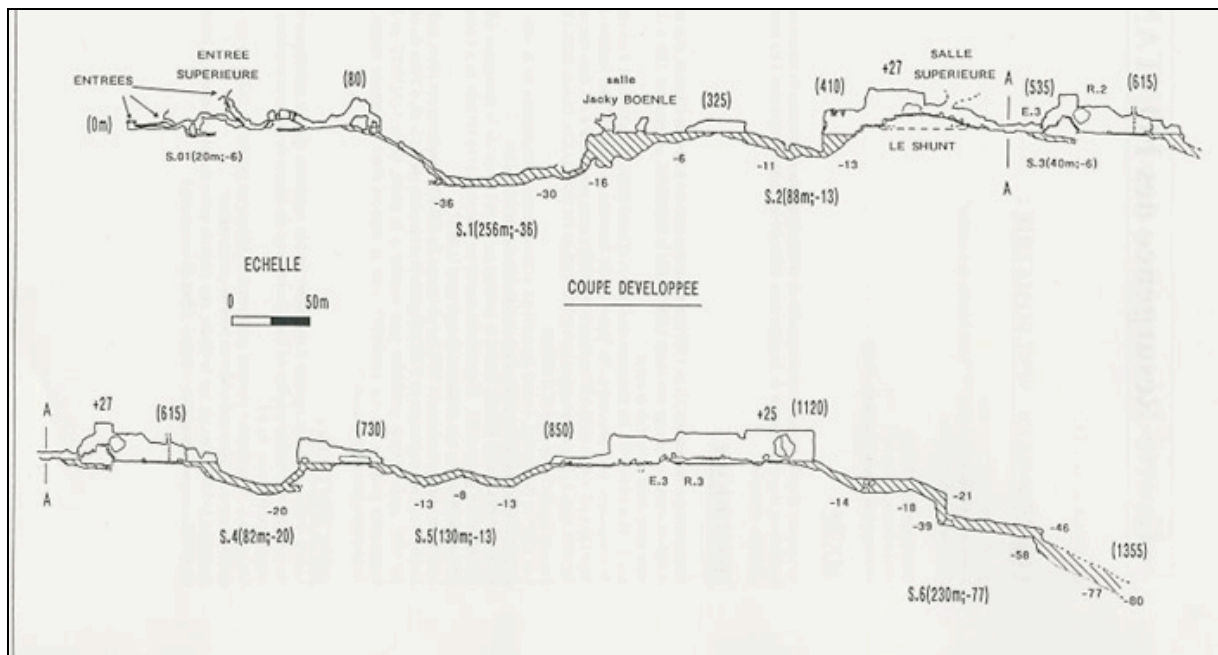 ENTRÉE
SUPERIEURE
ENTREES
(0m)
S.01(20m;-6)
(80)
-36
-30
S.1(256m;-36)
-16
salle
Jacky BOENLE
(325)
-6
-11
S.2(88m;-13)
(410)
-13
+27
SALLE
SUPERIEURE
LE SHUNT
A
A
(535)
E.3
R.2
(615)
S.3(40m;-6)
ECHELLE
0 50m
COUPE DEVELOPPEE
A
A
+27
(615)
-20
S.4(82m;-20)
(730)
-13
-8
-13
S.5(130m;-13)
(850)
E.3 R.3
+25
(1120)
-14
-18
-21
-39
-46
-58
(1355)
-77
-80
S.6(230m;-77)